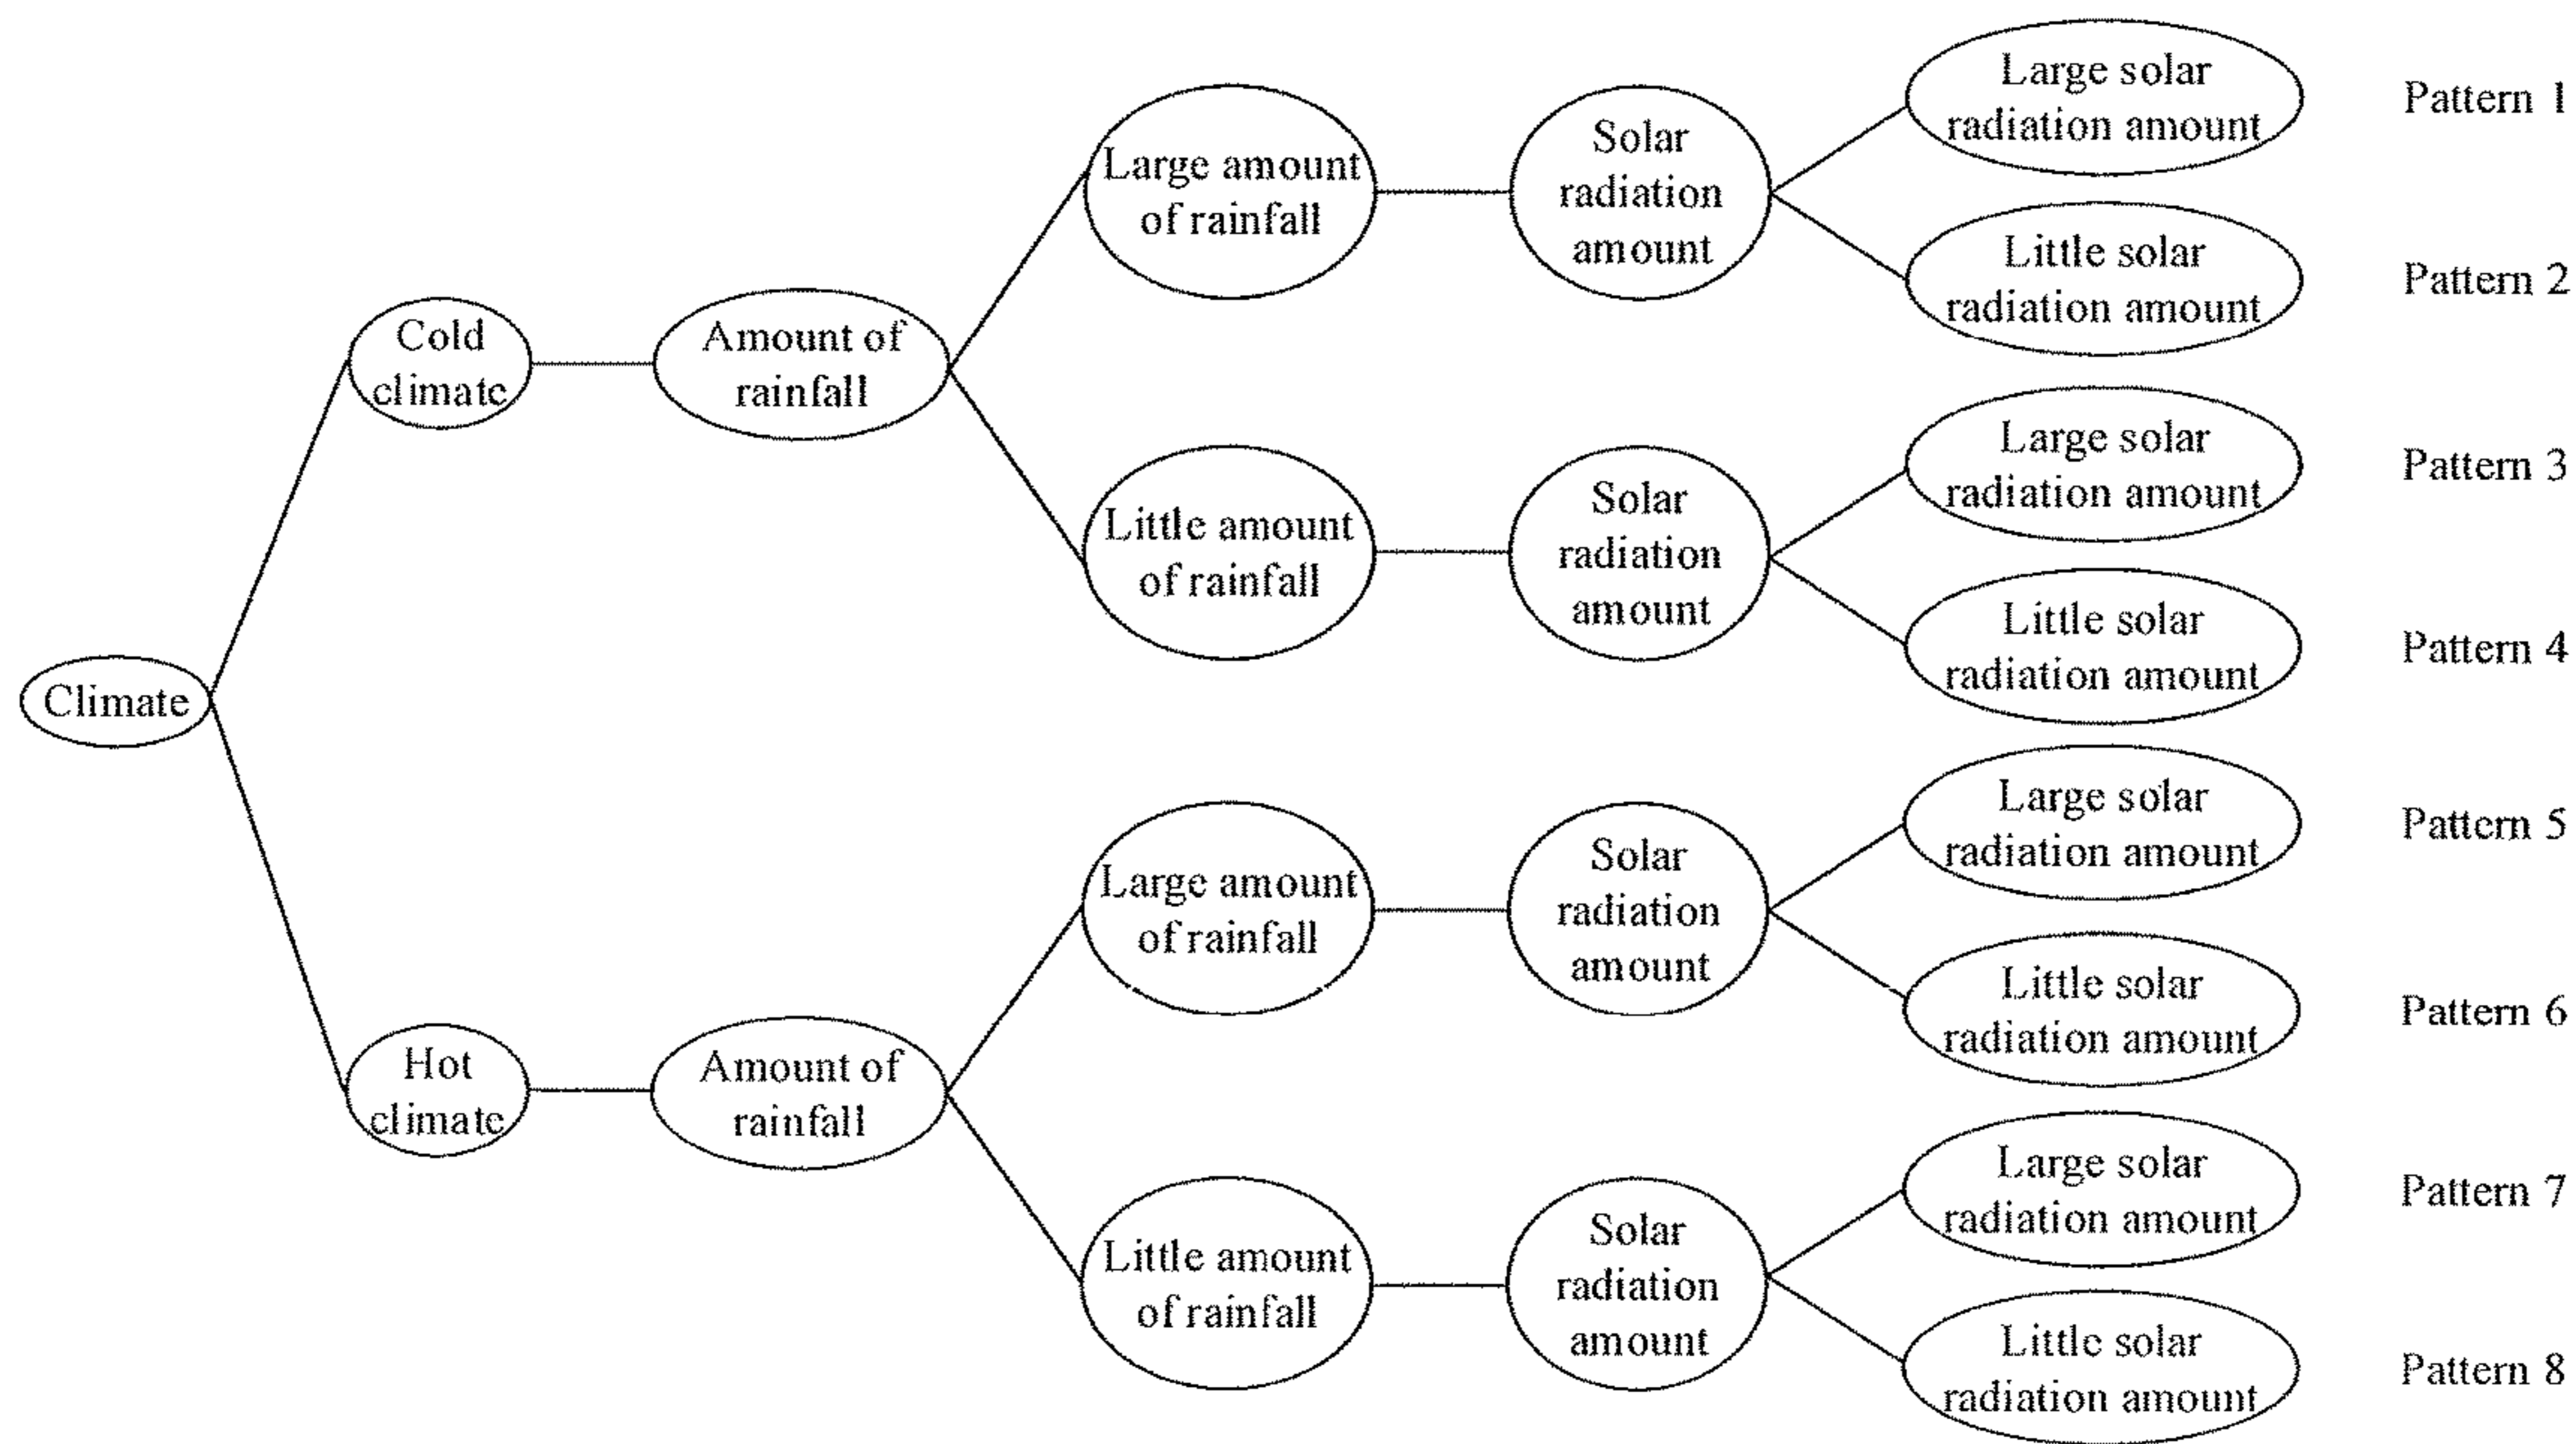 Climate
Cold
climate
Amount of
rainfall
Large amount
of rainfall
Solar
radiation
amount
Large solar
radiation amount
Pattern 1
Little solar
radiation amount
Pattern 2
Little amount
of rainfall
Solar
radiation
amount
Large solar
radiation amount
Pattern 3
Little solar
radiation amount
Pattern 4
Hot
climate
Amount of
rainfall
Large amount
of rainfall
Solar
radiation
amount
Large solar
radiation amount
Pattern 5
Little solar
radiation amount
Pattern 6
Little amount
of rainfall
Solar
radiation
amount
Large solar
radiation amount
Pattern 7
Little solar
radiation amount
Pattern 8